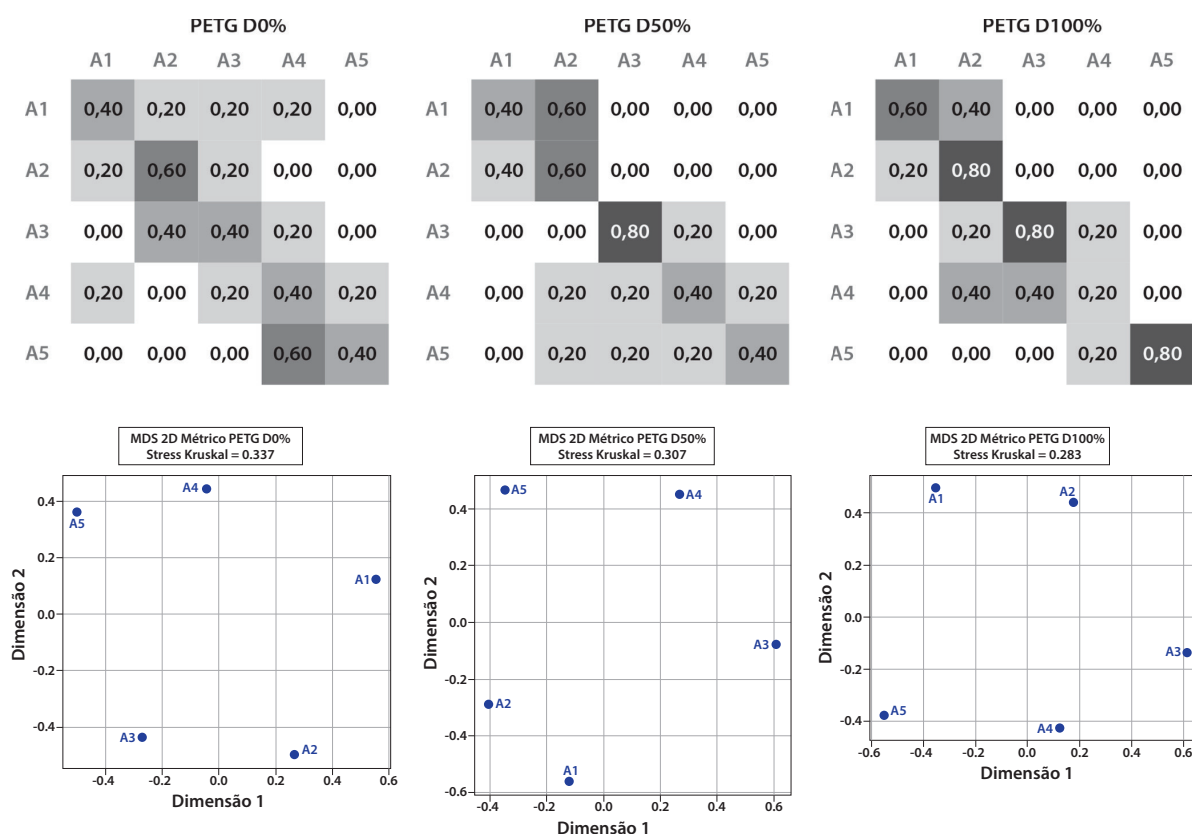 PETG D0%
A1 A2 A3 A4 A5
A1 0,40 0,20 0,20 0,20 0,00
A2 0,20 0,60 0,20 0,00 0,00
A3 0,00 0,40 0,40 0,20 0,00
A4 0,20 0,00 0,20 0,40 0,20
A5 0,00 0,00 0,00 0,60 0,40
PETG D50%
A1 A2 A3 A4 A5
A1 0,40 0,60 0,00 0,00 0,00
A2 0,40 0,60 0,00 0,00 0,00
A3 0,00 0,00 0,80 0,20 0,00
A4 0,00 0,20 0,20 0,40 0,20
A5 0,00 0,20 0,20 0,20 0,40
PETG D100%
A1 A2 A3 A4 A5
A1 0,60 0,40 0,00 0,00 0,00
A2 0,20 0,80 0,00 0,00 0,00
A3 0,00 0,20 0,80 0,20 0,00
A4 0,00 0,40 0,40 0,20 0,00
A5 0,00 0,00 0,00 0,20 0,80
MDS 2D Métrico PETG D0%
Stress Kruskal = 0.337
Dimensão 2
0.4
0.2
0.0
-0.2
-0.4
A4
A5
A1
A3
A2
-0.4 -0.2 0.0 0.2 0.4 0.6
Dimensão 1
MDS 2D Métrico PETG D50%
Stress Kruskal = 0.307
Dimensão 2
0.4
0.2
0.0
-0.2
-0.4
-0.6
A5
A4
A3
A2
A1
-0.4 -0.2 0.0 0.2 0.4 0.6
Dimensão 1
MDS 2D Métrico PETG D100%
Stress Kruskal = 0.283
Dimensão 2
0.4
0.2
0.0
-0.2
-0.4
A1
A2
A3
A5
A4
-0.6 -0.4 -0.2 0.0 0.2 0.4 0.6
Dimensão 1